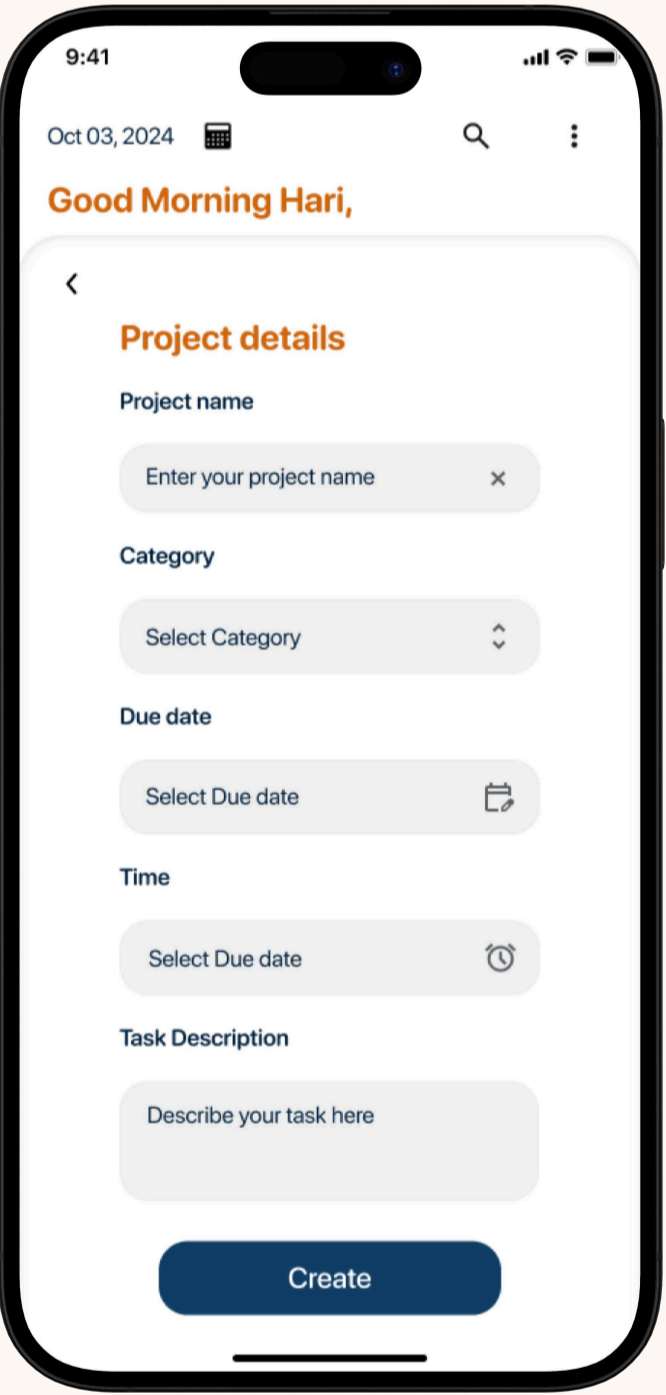 9:41
Oct 03, 2024
Good Morning Hari,
Project details
Project name
Enter your project name
Category
Select Category
Due date
Select Due date
Time
Select Due date
Task Description
Describe your task here
Create